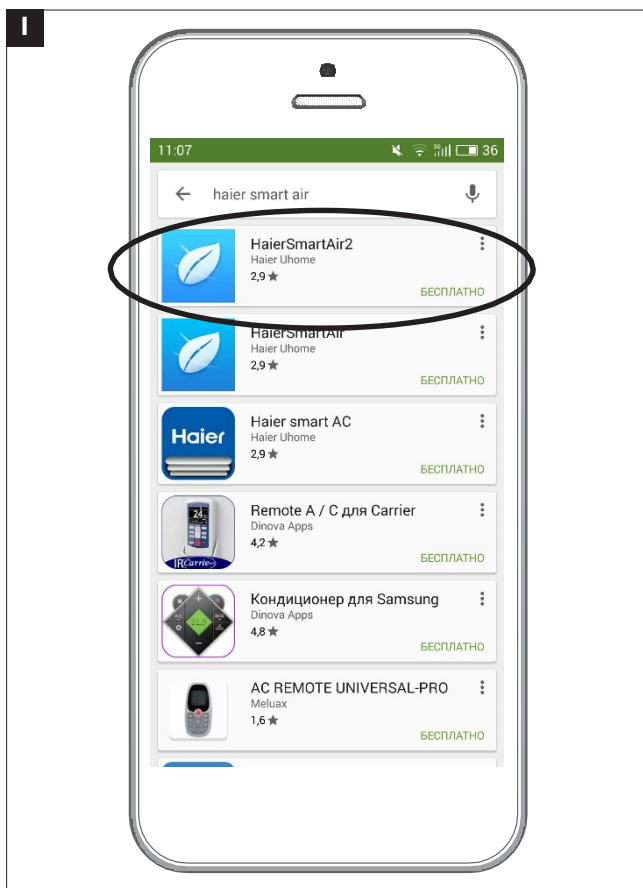 I
11:07
3G
36
haier smart air
HaierSmartAir2
Haier Uhome
2,9
БЕСПЛАТНО
HaierSmartAir
Haier Uhome
2,9
БЕСПЛАТНО
Haier
Haier smart AC
Haier Uhome
2,9
БЕСПЛАТНО
24
IRCarrier
Remote A / C для Carrier
Dinova Apps
4,2
БЕСПЛАТНО
Кондиционер для Samsung
Dinova Apps
4,8
БЕСПЛАТНО
AC REMOTE UNIVERSAL-PRO
Meluax
1,6
БЕСПЛАТНО